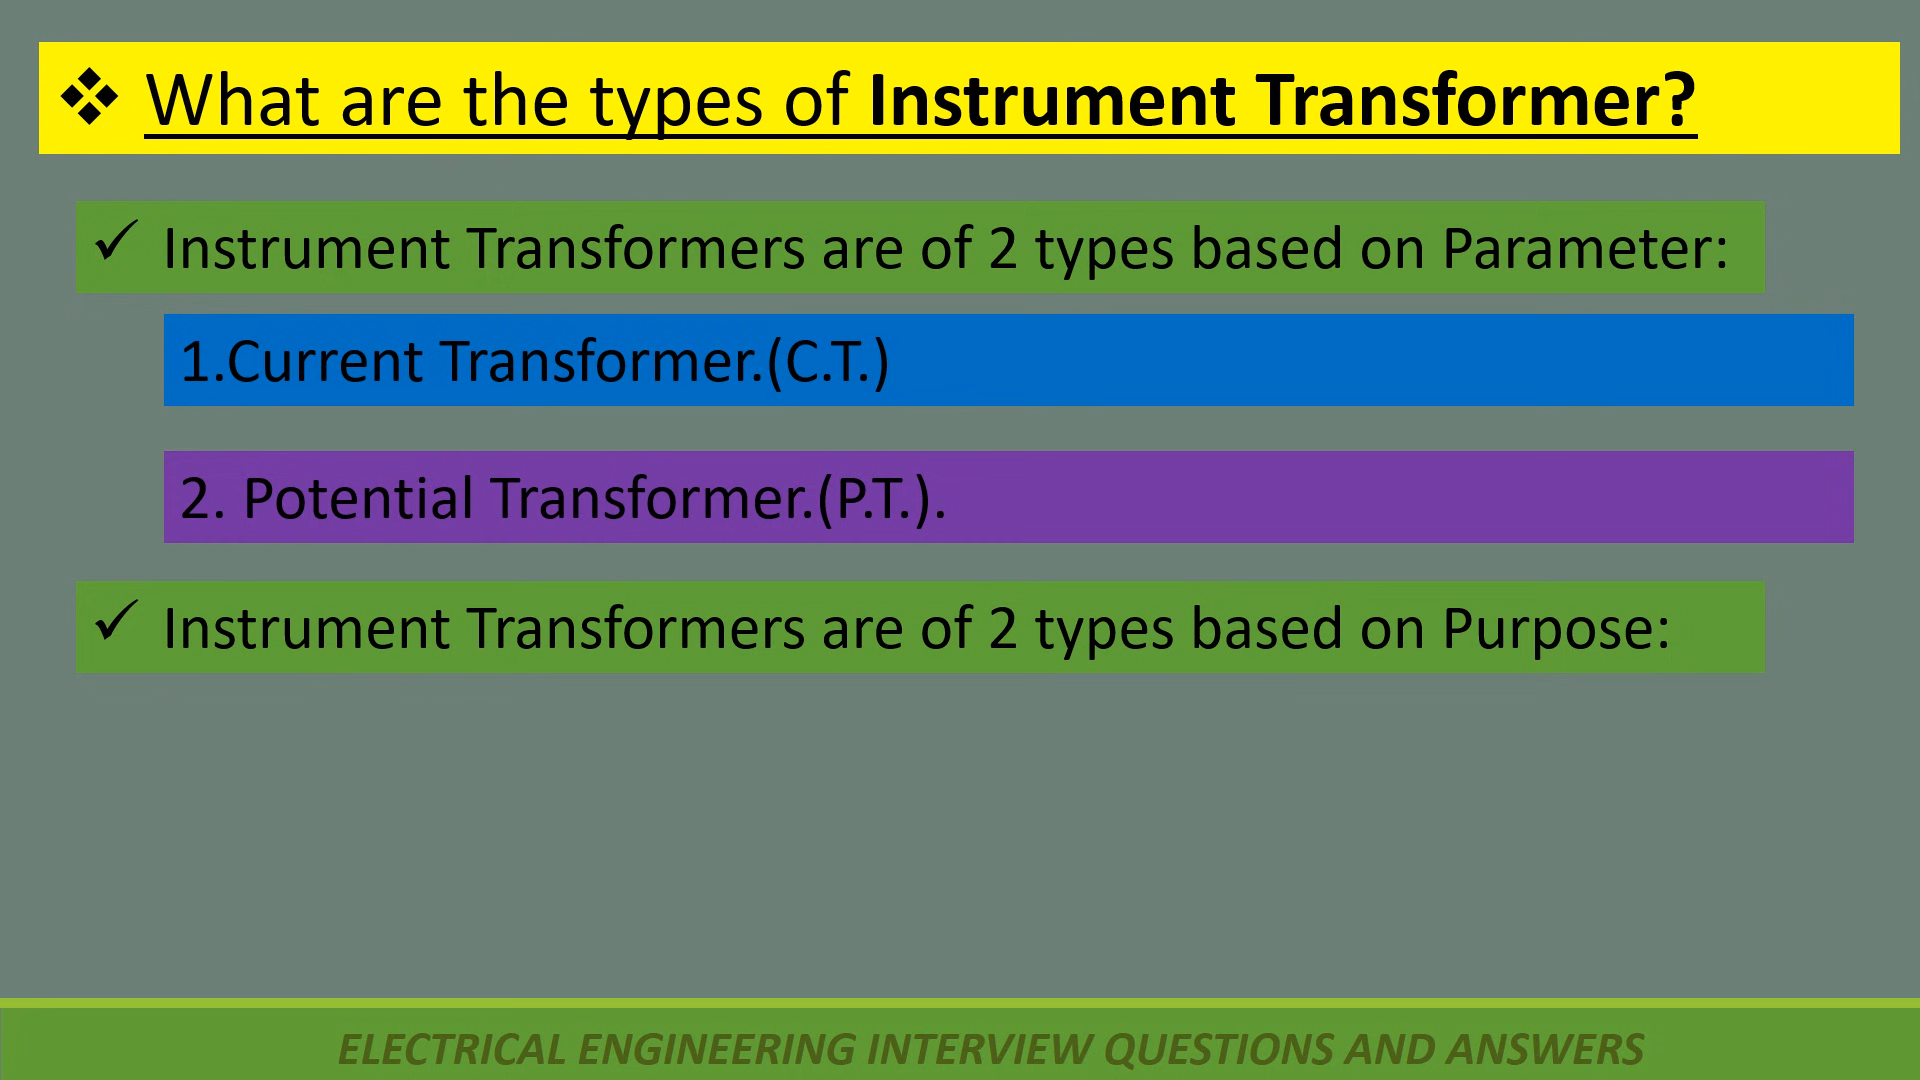 ❖ What are the types of Instrument Transformer?
✓ Instrument Transformers are of 2 types based on Parameter:
1.Current Transformer.(C.T.)
2. Potential Transformer.(P.T.).
✓ Instrument Transformers are of 2 types based on Purpose:
ELECTRICAL ENGINEERING INTERVIEW QUESTIONS AND ANSWERS